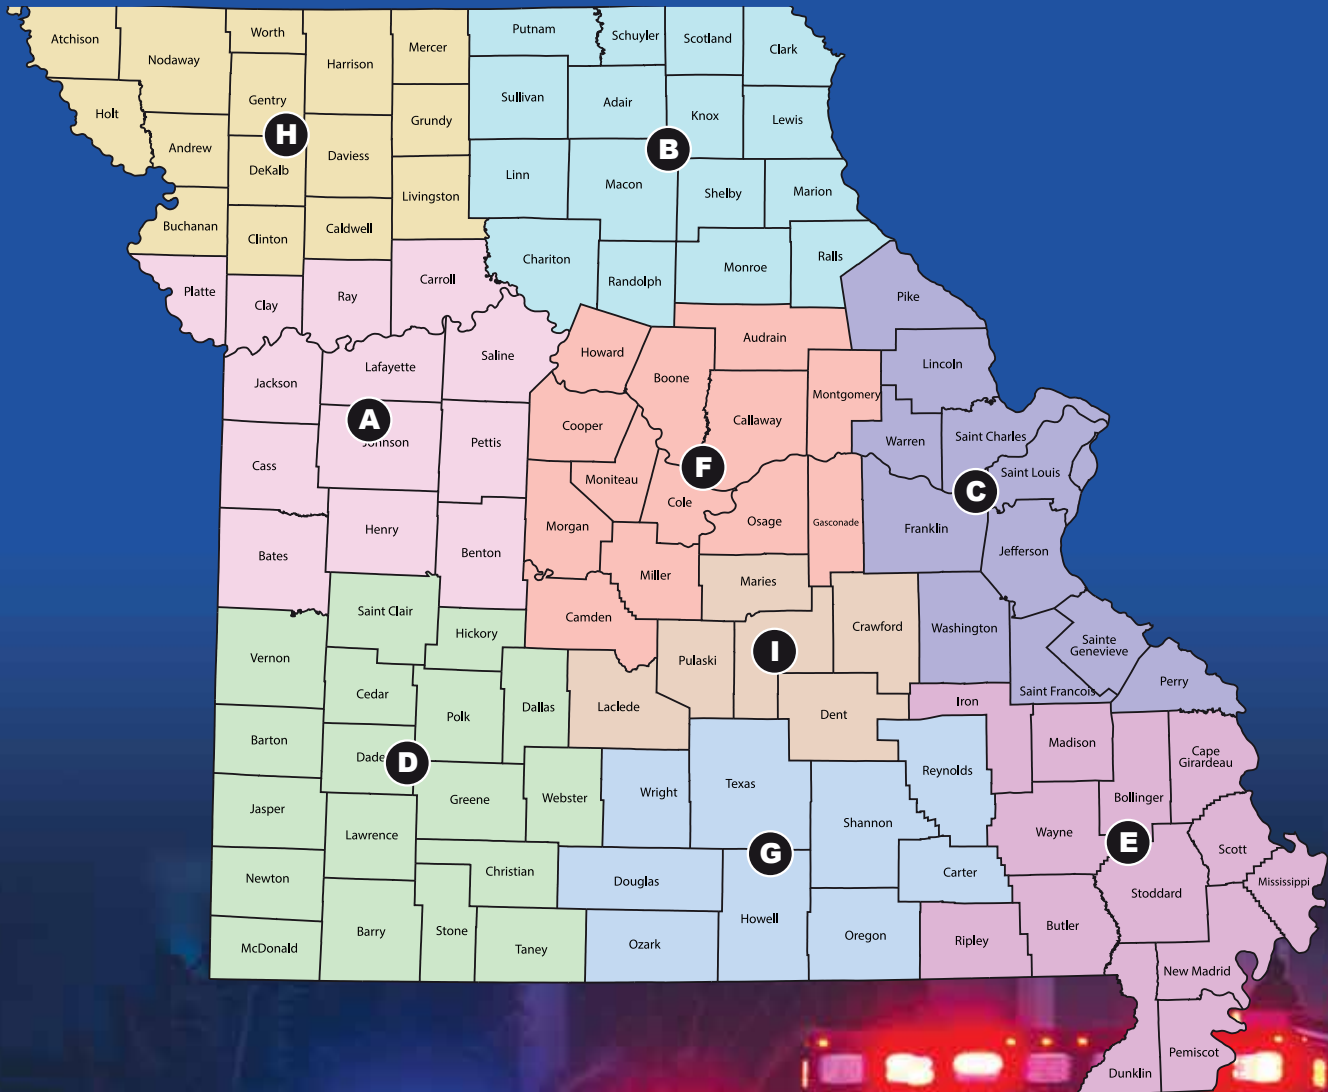 Atchison
Nodaway
Worth
Harrison
Mercer
Putnam
Schuyler
Scotland
Clark
Holt
Gentry
Grundy
Sullivan
Adair
Knox
Lewis
H
B
Andrew
DeKalb
Daviess
Livingston
Linn
Macon
Shelby
Marion
Buchanan
Clinton
Caldwell
Chariton
Randolph
Monroe
Ralls
Platte
Clay
Ray
Carroll
Pike
Jackson
Lafayette
Saline
Howard
Boone
Audrain
Lincoln
Callaway
Montgomery
A
Johnson
Pettis
Cooper
Warren
Saint Charles
Saint Louis
Cass
F
C
Moniteau
Cole
Bates
Henry
Benton
Morgan
Osage
Gasconade
Franklin
Jefferson
Miller
Maries
Saint Clair
Hickory
Camden
Crawford
Washington
Sainte
Genevieve
Vernon
Pulaski
I
Saint Francois
Perry
Cedar
Polk
Dallas
Laclede
Dent
Iron
Barton
Dade
D
Madison
Cape
Girardeau
Jasper
Greene
Webster
Wright
Texas
Reynolds
Bollinger
Lawrence
Shannon
Wayne
E
Scott
G
Newton
Christian
Douglas
Carter
Stoddard
Mississippi
McDonald
Barry
Stone
Taney
Ozark
Howell
Oregon
Ripley
Butler
New Madrid
Dunklin
Pemiscot